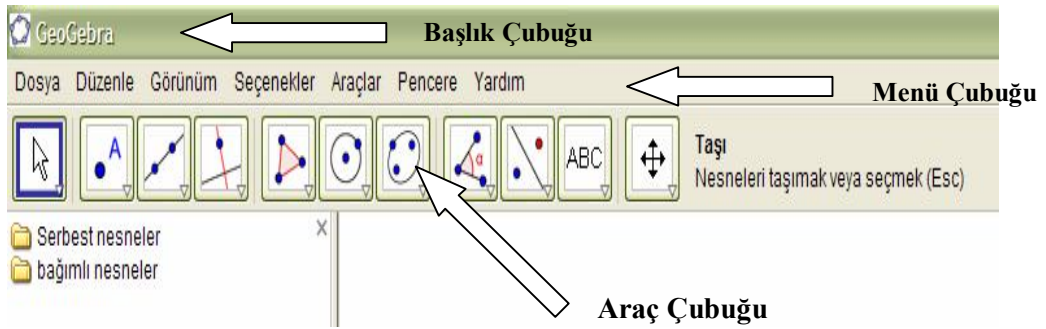 GeoGebra
Başlık Çubuğu
Dosya Düzenle Görünüm Seçenekler Araçlar Pencere Yardım
Menü Çubuğu
A
α
ABC
Taşı
Nesneleri taşımak veya seçmek (Esc)
Serbest nesneler
bağımlı nesneler
Araç Çubuğu